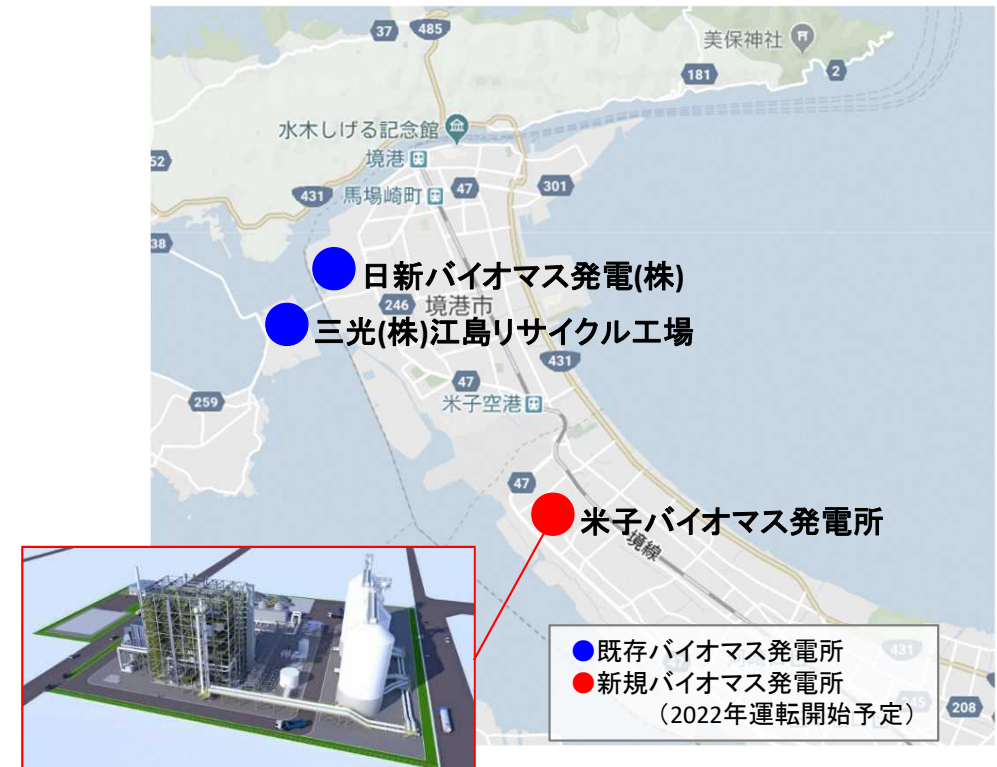 37
485
美保神社
181
2
水木しげる記念館
境港
52
431
馬場崎町
47
301
38
日新バイオマス発電(株)
246
境港市
三光(株)江島リサイクル工場
431
47
259
米子空港
47
米子バイオマス発電所
境線
既存バイオマス発電所
47
431
新規バイオマス発電所
(2022年運転開始予定)
208